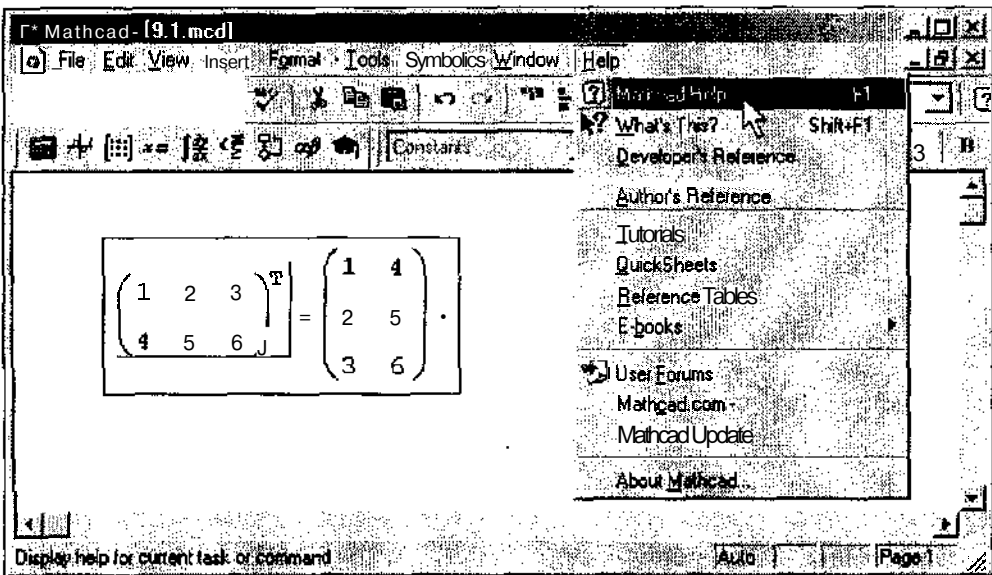 Г* Mathcad - [9.1.mcd]
File Edit View Insert Format Tools Symbolics Window Help
Constants
3 B
Mathcad Help F1
What's This? Shift+F1
Developer's Reference
Author's Reference
Tutorials
QuickSheets
Reference Tables
E-books
User Forums
Mathcad.com
Mathcad Update
About Mathcad...
1 2 3 T
4 5 6
=
1 4
2 5
3 6
Display help for current task or command Auto Page 1